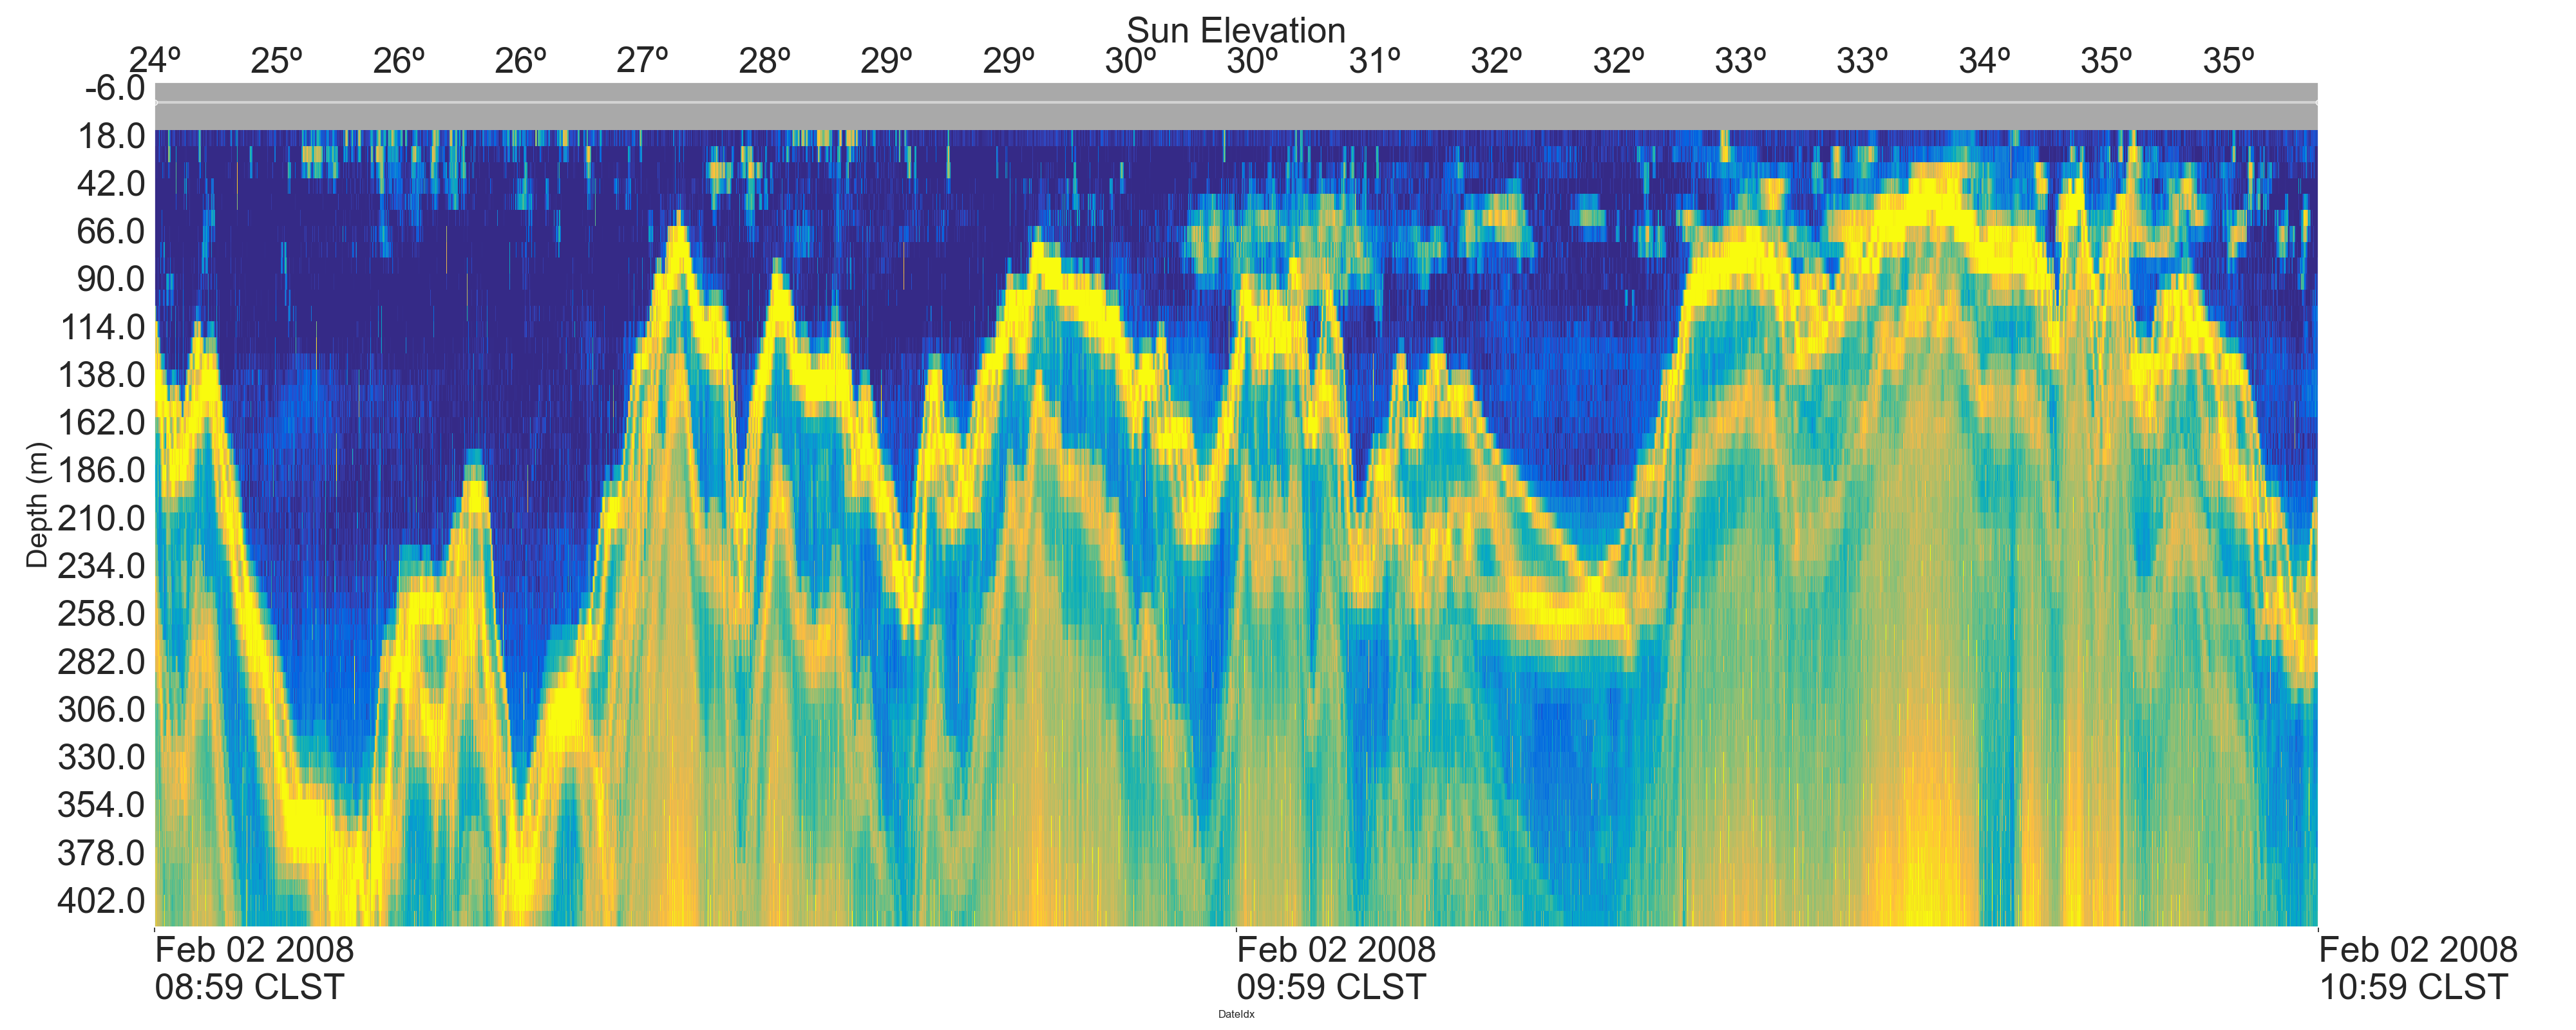 Sun Elevation
24º 25º 26º 26º 27º 28º 29º 29º 30º 30º 31º 32º 32º 33º 33º 34º 35º 35º
-6.0
18.0
42.0
66.0
90.0
114.0
138.0
162.0
186.0
210.0
234.0
258.0
282.0
306.0
330.0
354.0
378.0
402.0
Depth (m)
Feb 02 2008
08:59 CLST
Feb 02 2008
09:59 CLST
Feb 02 2008
10:59 CLST
DateIdx